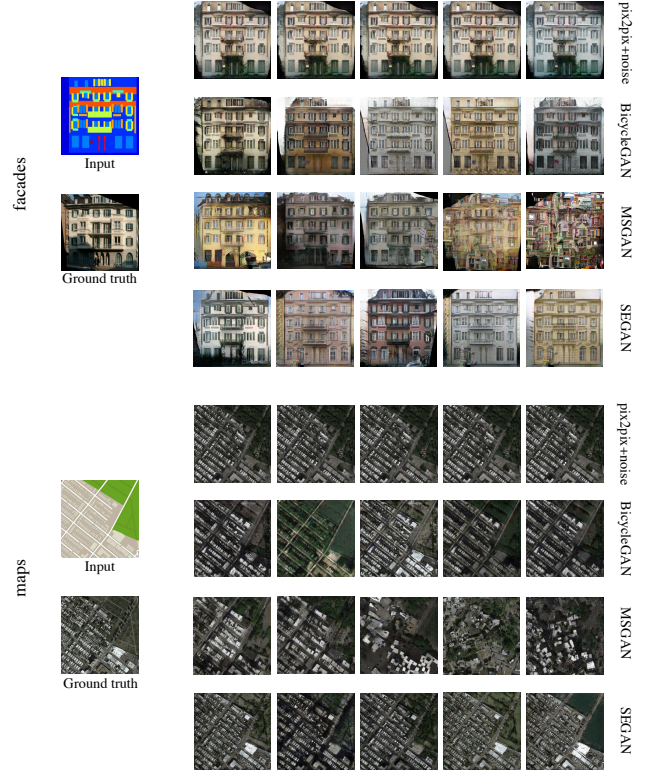 facades
Input
Ground truth
pix2pix+noise
BicycleGAN
MSGAN
SEGAN
maps
Input
Ground truth
pix2pix+noise
BicycleGAN
MSGAN
SEGAN